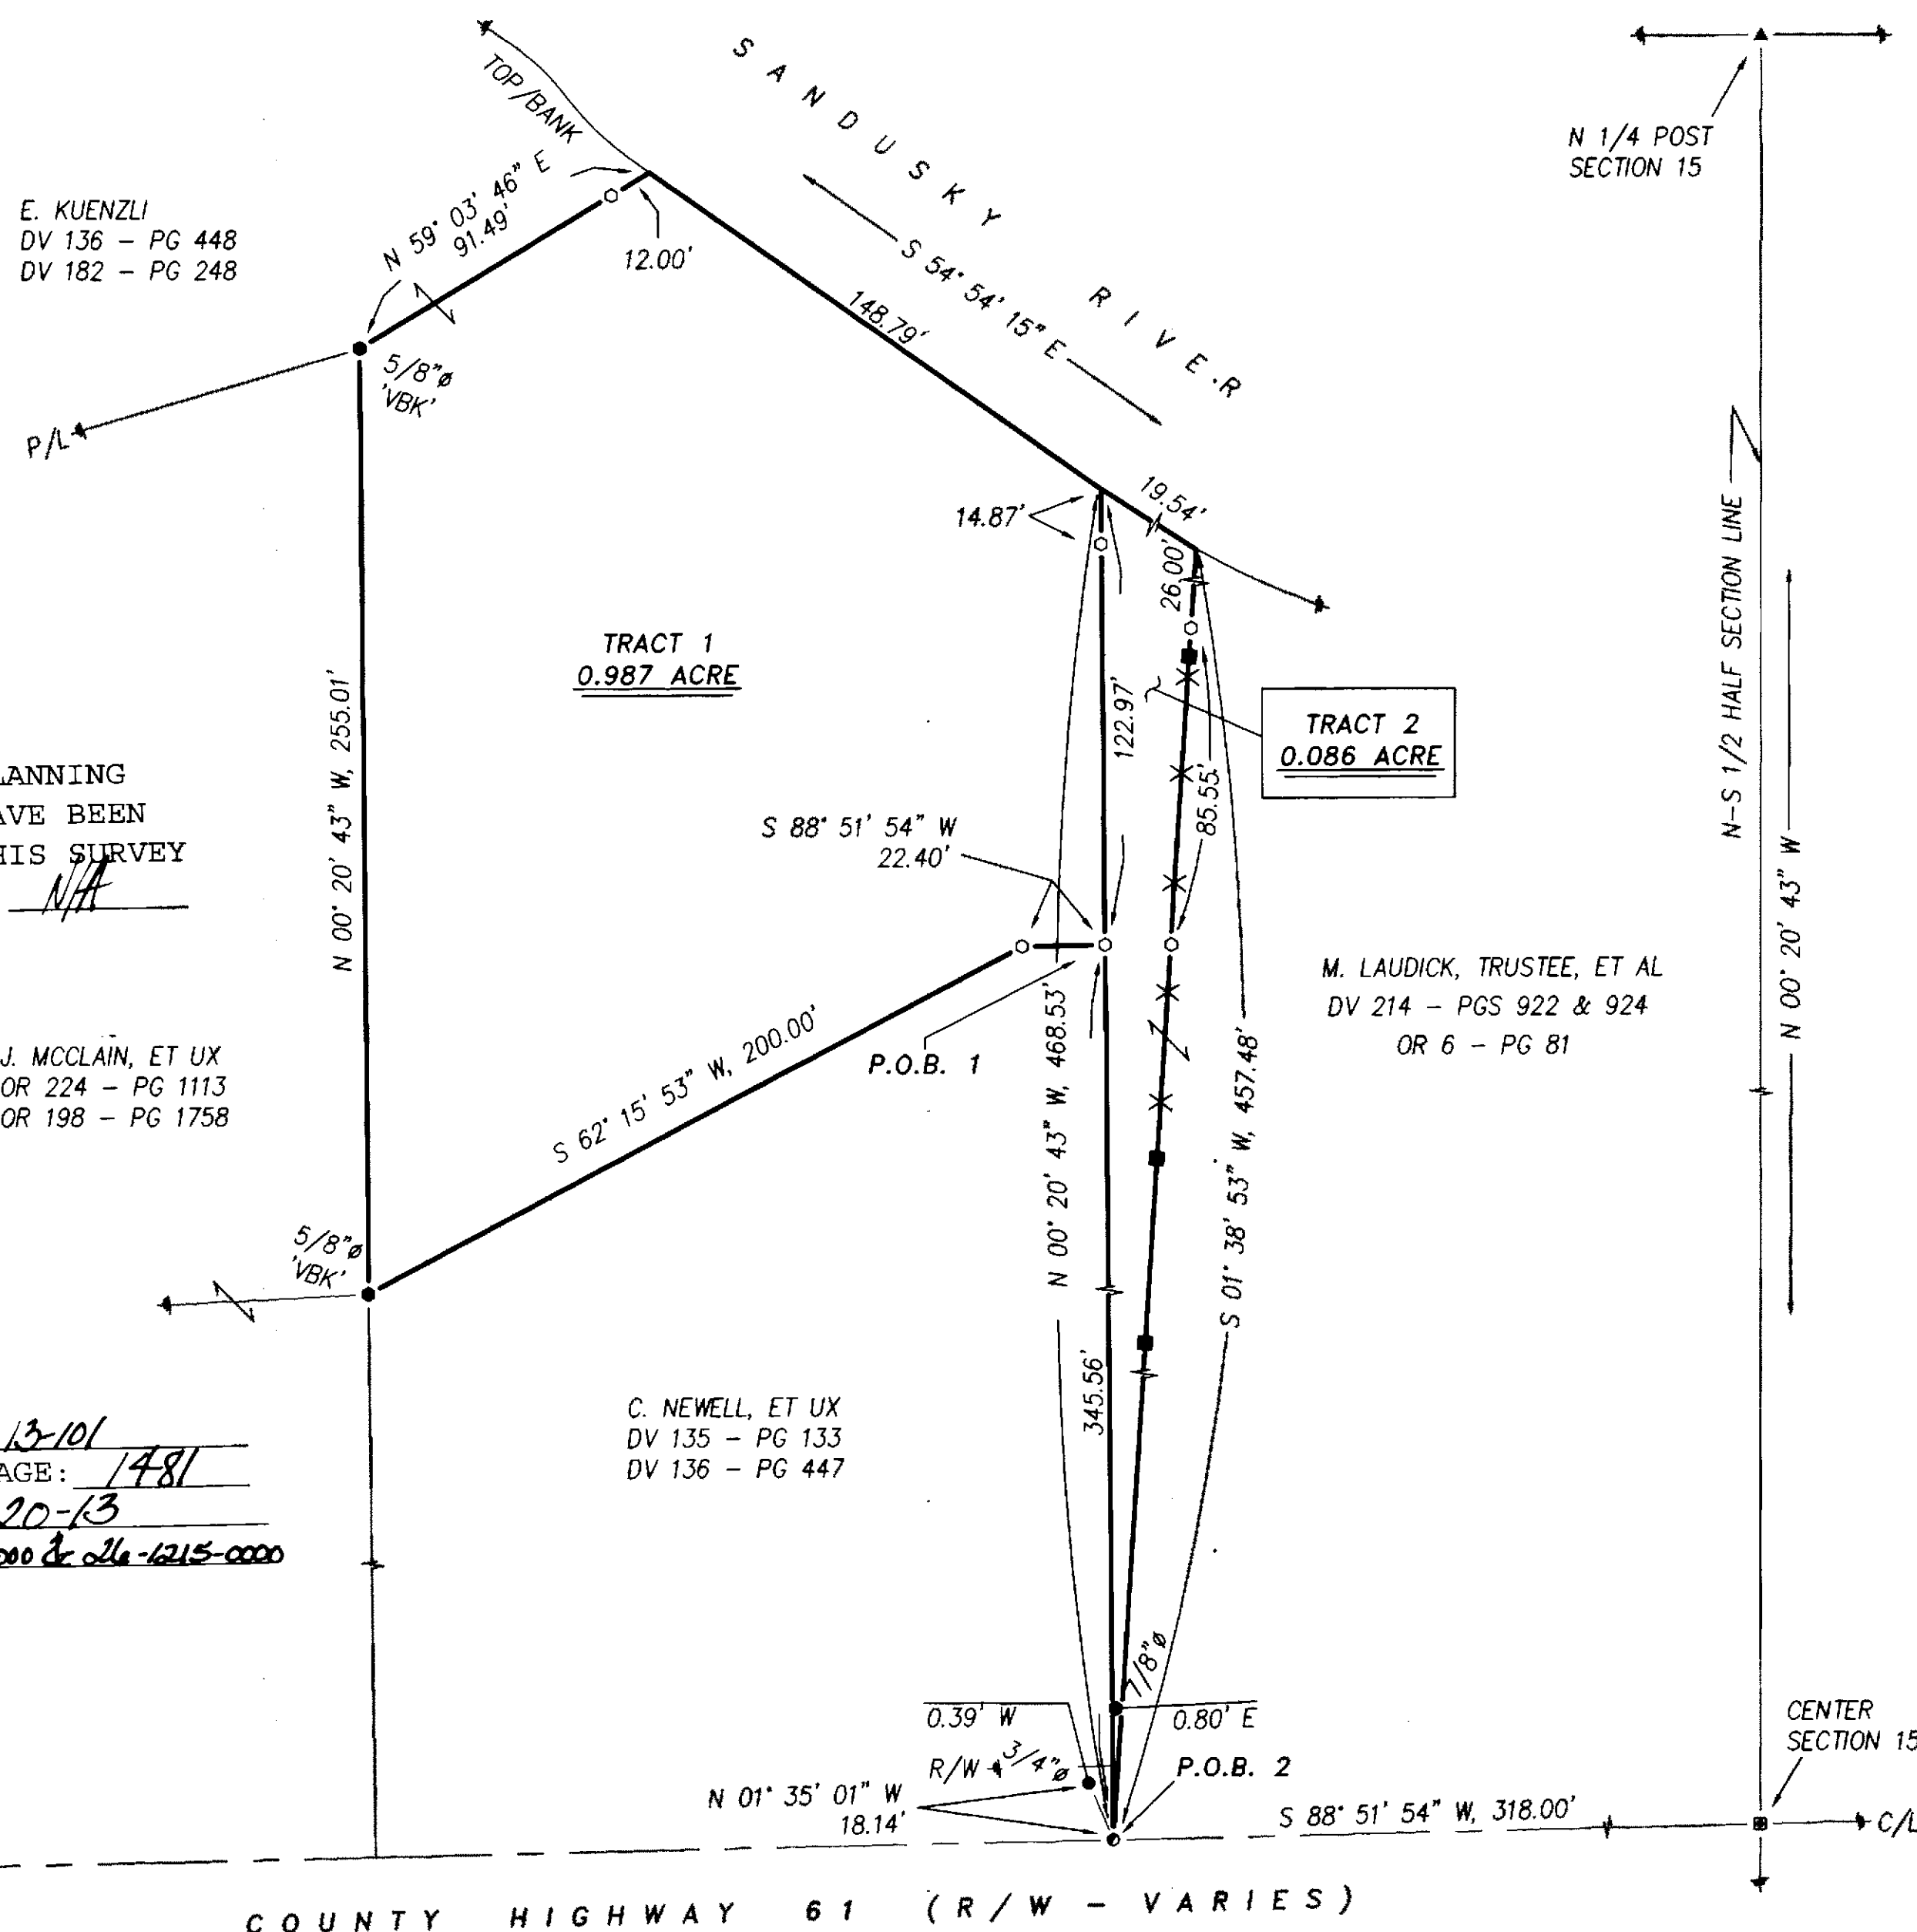 SANDUSKY RIVER
TOP/BANK
N 1/4 POST
SECTION 15
E. KUENZLI
DV 136 - PG 448
DV 182 - PG 248
N 59° 03' 46" E
91.49'
12.00'
S 54° 54' 15" E
148.79'
5/8"ø
'VBK'
P/L
19.54'
14.87'
26.00'
N-S 1/2 HALF SECTION LINE
N 00° 20' 43" W
TRACT 1
0.987 ACRE
TRACT 2
0.086 ACRE
122.97'
85.55'
N 00° 20' 43" W, 255.01'
LANNING
AVE BEEN
HIS SURVEY
N/A
S 88° 51' 54" W
22.40'
M. LAUDICK, TRUSTEE, ET AL
DV 214 - PGS 922 & 924
OR 6 - PG 81
J. MCCLAIN, ET UX
OR 224 - PG 1113
OR 198 - PG 1758
P.O.B. 1
S 62° 15' 53" W, 200.00'
N 00° 20' 43" W, 468.53'
S 01° 38' 53" W, 457.48'
5/8"ø
'VBK'
345.56'
C. NEWELL, ET UX
DV 135 - PG 133
DV 136 - PG 447
13-101
AGE: 1481
20-13
000 & 26-1215-0000
7/8"ø
0.39' W
0.80' E
R/W
3/4"ø
P.O.B. 2
N 01° 35' 01" W
18.14'
S 88° 51' 54" W, 318.00'
CENTER
SECTION 15
C/L
COUNTY HIGHWAY 61 (R/W - VARIES)